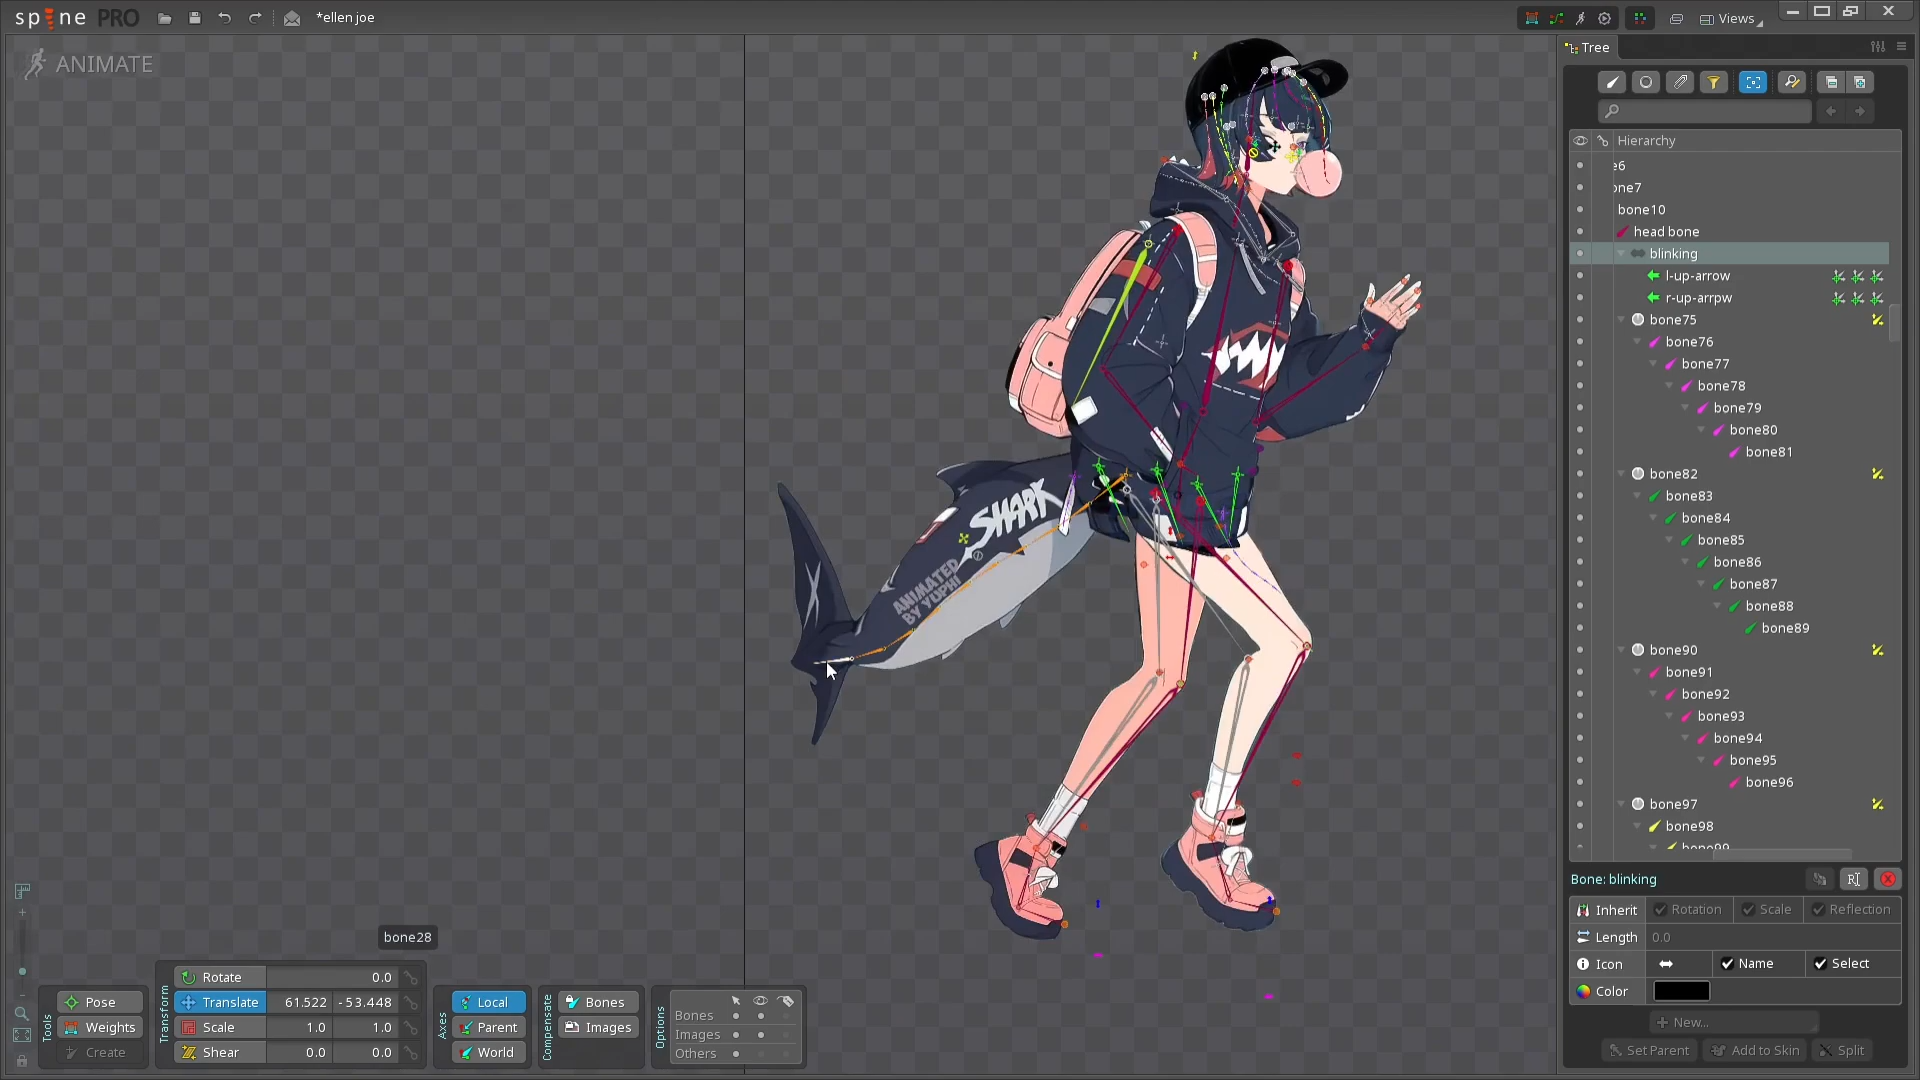 spine PRO
*ellen joe
Views
ANIMATE
Tree
Hierarchy
e6
one7
bone10
head bone
blinking
l-up-arrow
r-up-arrpw
bone75
bone76
bone77
bone78
bone79
bone80
bone81
bone82
bone83
bone84
bone85
bone86
bone87
bone88
bone89
bone90
bone91
bone92
bone93
bone94
bone95
bone96
bone97
bone98
bone99
SHARK
ANIMATED
BY YUPHI
bone28
Bone: blinking
Inherit Rotation Scale Reflection
Length 0.0
Icon Name Select
Color
New...
Set Parent Add to Skin Split
Tools
Pose
Weights
Create
Transform
Rotate 0.0
Translate 61.522 -53.448
Scale 1.0 1.0
Shear 0.0 0.0
Axes
Local
Parent
World
Compensate
Bones
Images
Options
Bones
Images
Others